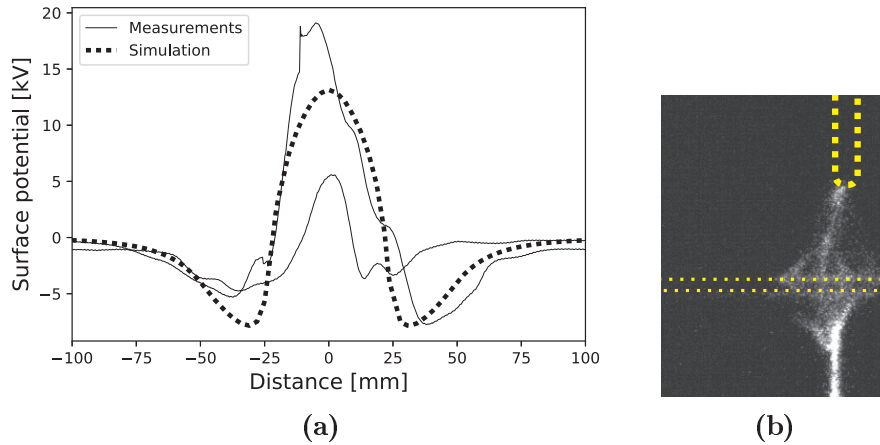 20
15
10
5
0
−5
Surface potential [kV]
Measurements
Simulation
−100
−75
−50
−25
0
25
50
75
100
Distance [mm]
(a)
(b)